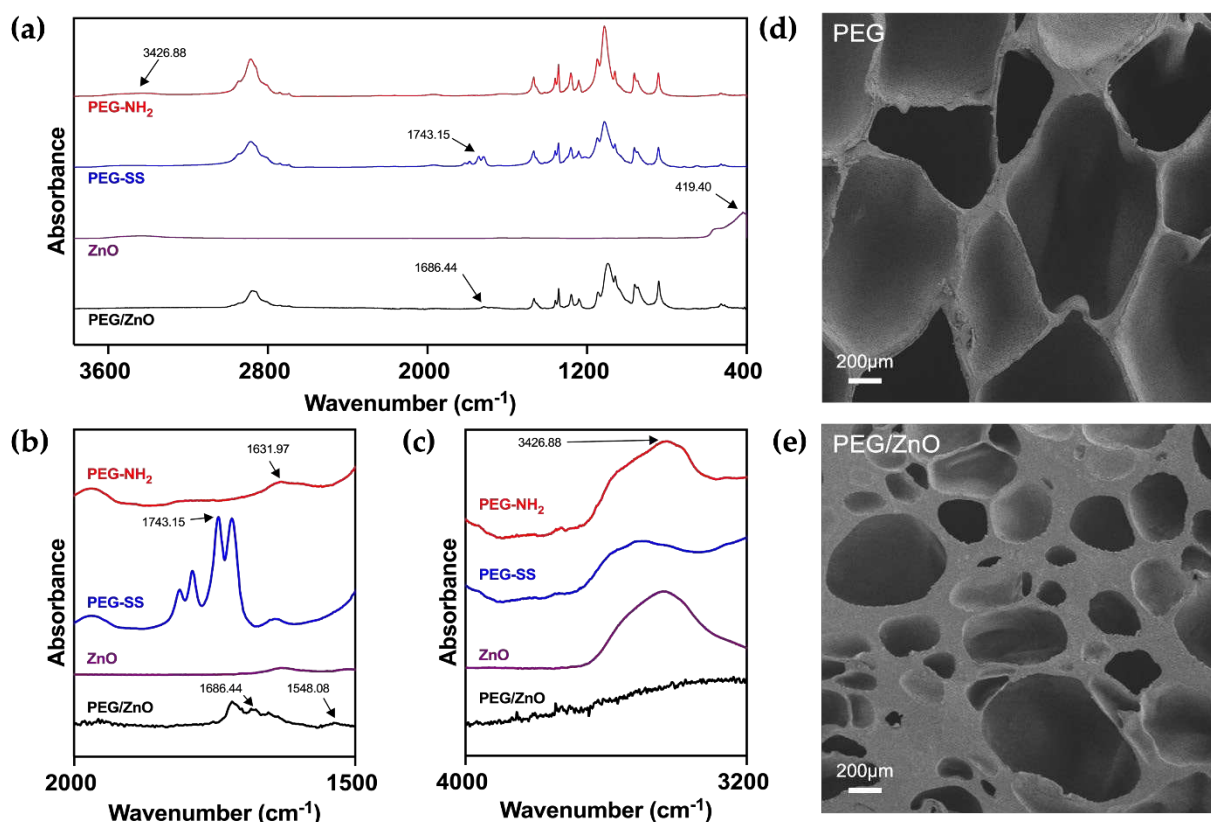 (a)
Absorbance
3426.88
PEG-NH₂
1743.15
PEG-SS
419.40
ZnO
1686.44
PEG/ZnO
3600 2800 2000 1200 400
Wavenumber (cm⁻¹)
(b)
Absorbance
1631.97
PEG-NH₂
1743.15
PEG-SS
ZnO
1686.44
1548.08
PEG/ZnO
2000 1500
Wavenumber (cm⁻¹)
(c)
Absorbance
3426.88
PEG-NH₂
PEG-SS
ZnO
PEG/ZnO
4000 3200
Wavenumber (cm⁻¹)
(d)
PEG
200µm
(e)
PEG/ZnO
200µm